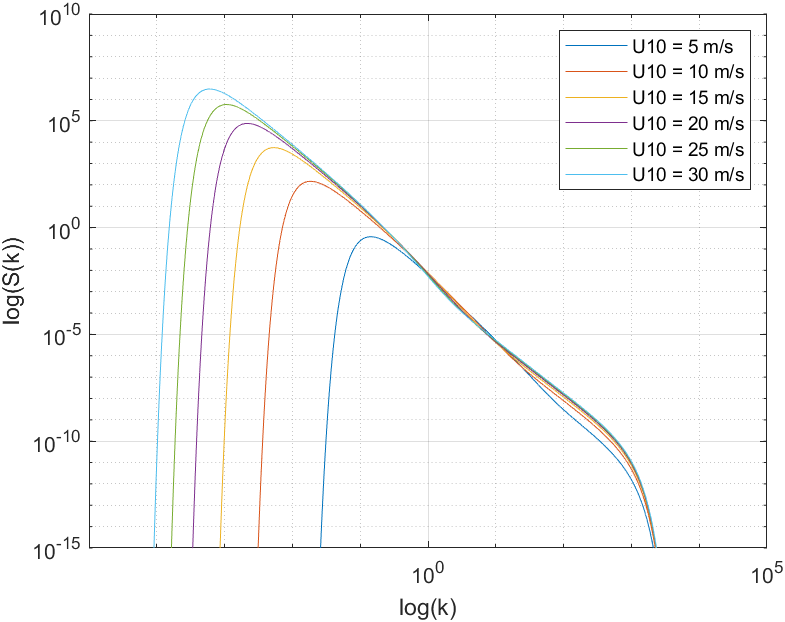 10^10
10^5
10^0
10^-5
10^-10
10^-15
log(S(k))
U10 = 5 m/s
U10 = 10 m/s
U10 = 15 m/s
U10 = 20 m/s
U10 = 25 m/s
U10 = 30 m/s
10^0
10^5
log(k)